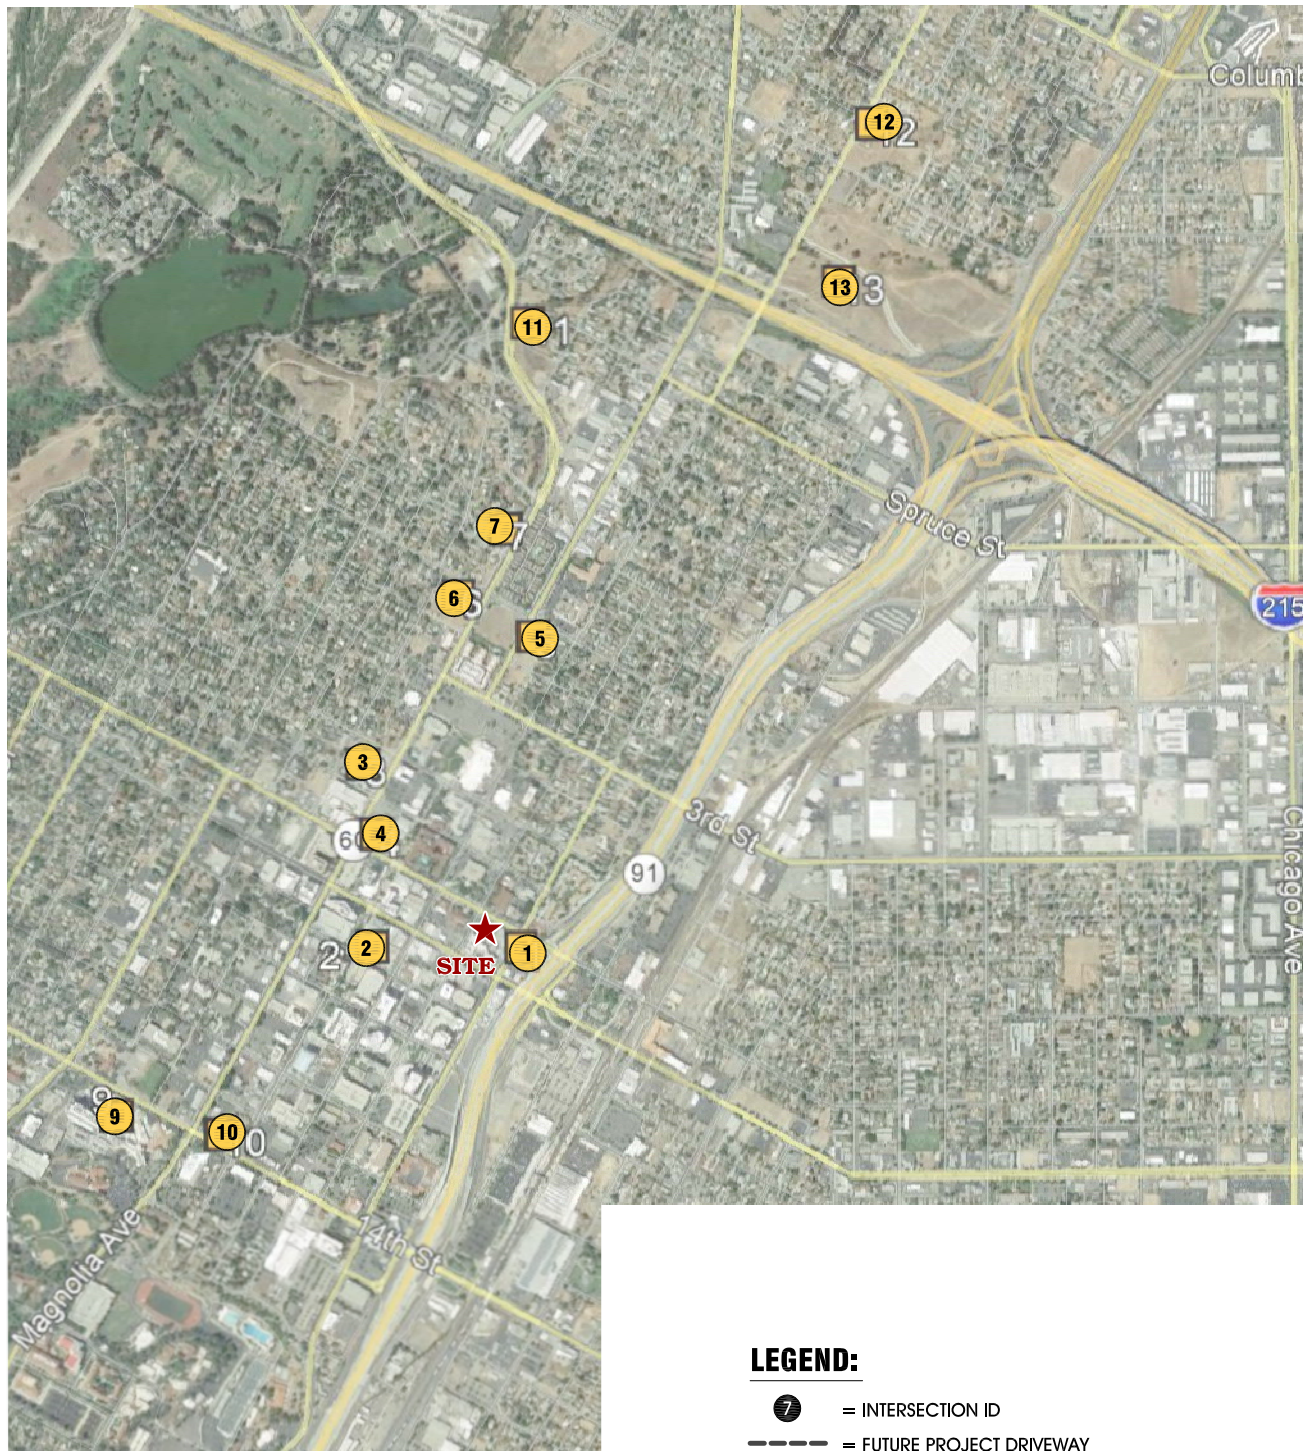 Columb
12
13
11
7
Spruce St
6
5
215
3
3rd St
4
60
91
Chicago Ave
2
2
1
SITE
9
10
14th St
Magnolia Ave
LEGEND:
7 = INTERSECTION ID
= FUTURE PROJECT DRIVEWAY